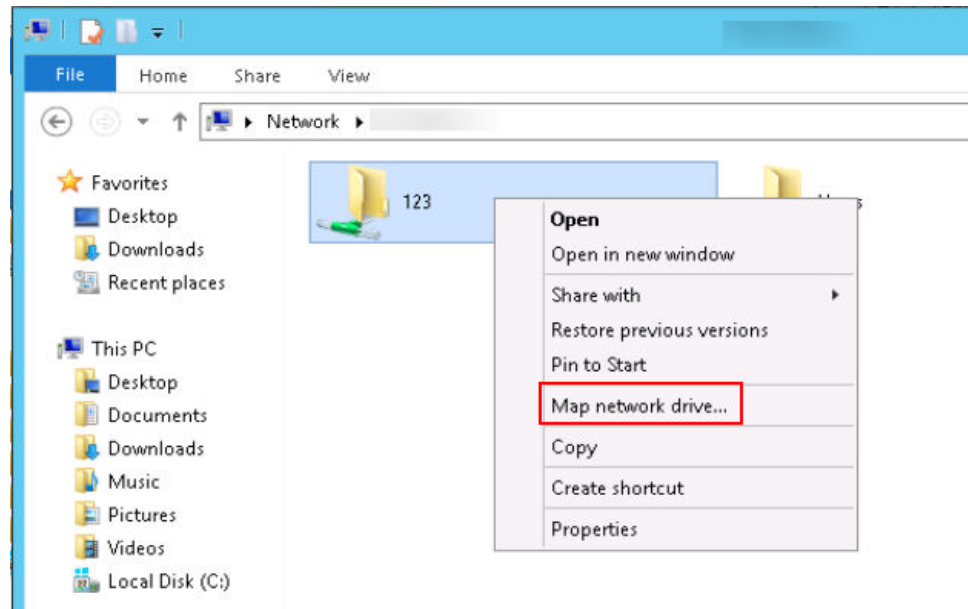 File Home Share View
Network
Favorites
Desktop
Downloads
Recent places
This PC
Desktop
Documents
Downloads
Music
Pictures
Videos
Local Disk (C:)
123
Open
Open in new window
Share with
Restore previous versions
Pin to Start
Map network drive...
Copy
Create shortcut
Properties